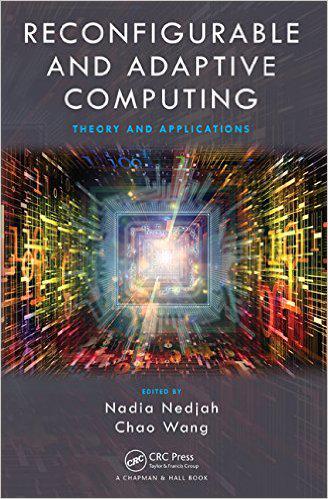 RECONFIGURABLE
AND ADAPTIVE
COMPUTING
THEORY AND APPLICATIONS
EDITED BY
Nadia Nedjah
Chao Wang
CRC
CRC Press
Taylor & Francis Group
A CHAPMAN & HALL BOOK